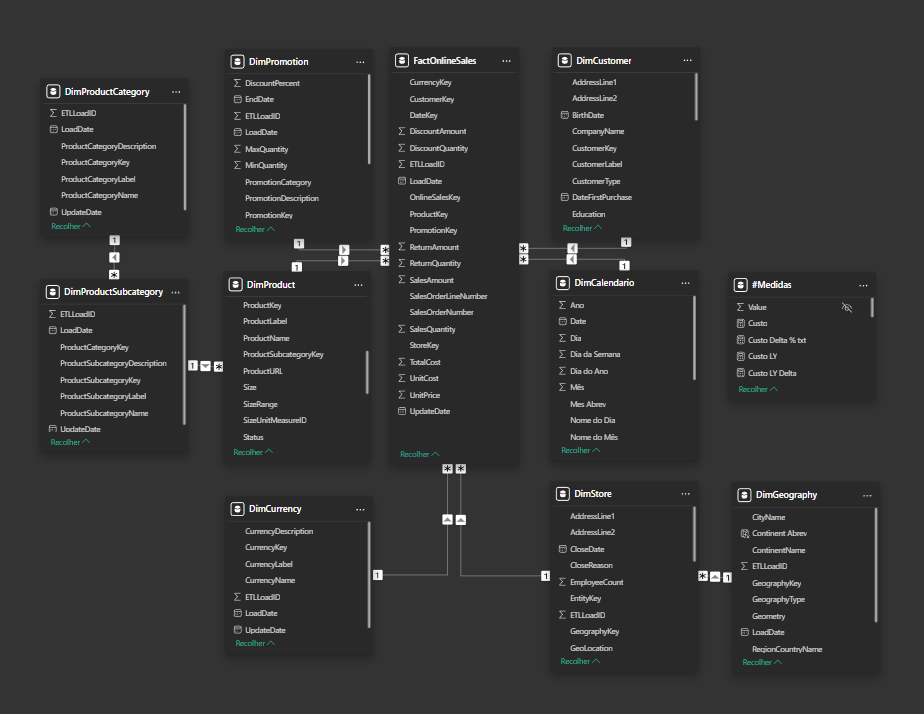 DimProductCategory
ETLLoadID
LoadDate
ProductCategoryDescription
ProductCategoryKey
ProductCategoryLabel
ProductCategoryName
UpdateDate
Recolher
DimPromotion
DiscountPercent
EndDate
ETLLoadID
LoadDate
MaxQuantity
MinQuantity
PromotionCategory
PromotionDescription
PromotionKey
Recolher
FactOnlineSales
CurrencyKey
CustomerKey
DateKey
DiscountAmount
DiscountQuantity
ETLLoadID
LoadDate
OnlineSalesKey
ProductKey
PromotionKey
ReturnAmount
ReturnQuantity
SalesAmount
SalesOrderLineNumber
SalesOrderNumber
SalesQuantity
StoreKey
TotalCost
UnitCost
UnitPrice
UpdateDate
Recolher
DimCustomer
AddressLine1
AddressLine2
BirthDate
CompanyName
CustomerKey
CustomerLabel
CustomerType
DateFirstPurchase
Education
Recolher
1
*
1
*
1
*
*
1
*
1
DimProductSubcategory
ETLLoadID
LoadDate
ProductCategoryKey
ProductSubcategoryDescription
ProductSubcategoryKey
ProductSubcategoryLabel
ProductSubcategoryName
UpdateDate
Recolher
1
*
DimProduct
ProductKey
ProductLabel
ProductName
ProductSubcategoryKey
ProductURL
Size
SizeRange
SizeUnitMeasureID
Status
Recolher
DimCalendario
Ano
Date
Dia
Dia da Semana
Dia do Ano
Mês
Mes Abrev
Nome do Dia
Nome do Mês
Recolher
#Medidas
Value
Custo
Custo Delta % txt
Custo LY
Custo LY Delta
Recolher
*
*
DimCurrency
CurrencyDescription
CurrencyKey
CurrencyLabel
CurrencyName
ETLLoadID
LoadDate
UpdateDate
Recolher
1
1
DimStore
AddressLine1
AddressLine2
CloseDate
CloseReason
EmployeeCount
EntityKey
ETLLoadID
GeographyKey
GeoLocation
Recolher
*
1
DimGeography
CityName
Continent Abrev
ContinentName
ETLLoadID
GeographyKey
GeographyType
Geometry
LoadDate
RegionCountryName
Recolher